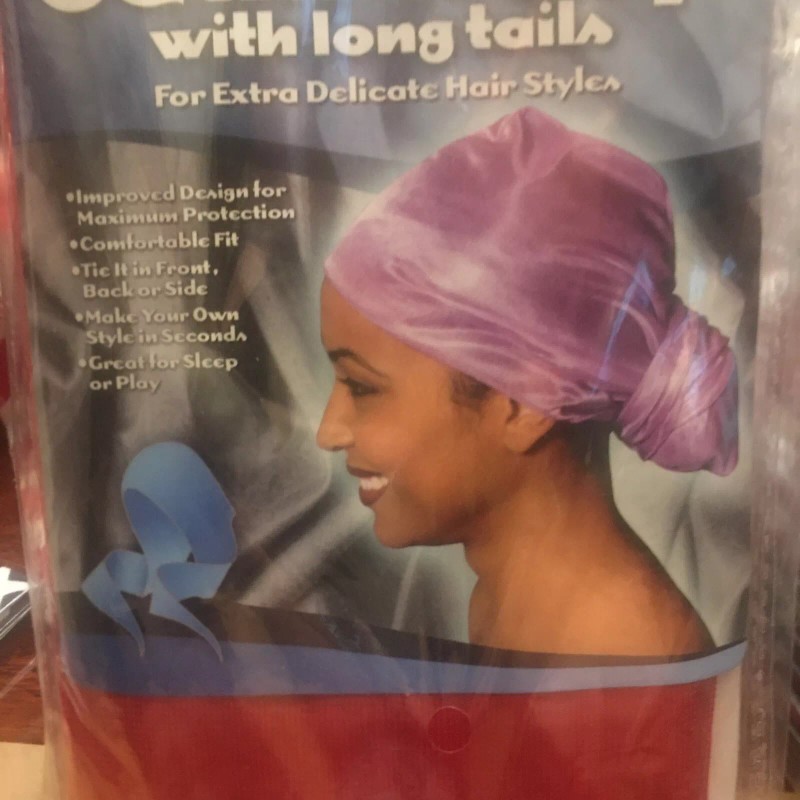 with long tails
For Extra Delicate Hair Styles
•Improved Design for
Maximum Protection
•Comfortable Fit
•Tie It in Front,
Back or Side
•Make Your Own
Style in Seconds
•Great for Sleep
or Play